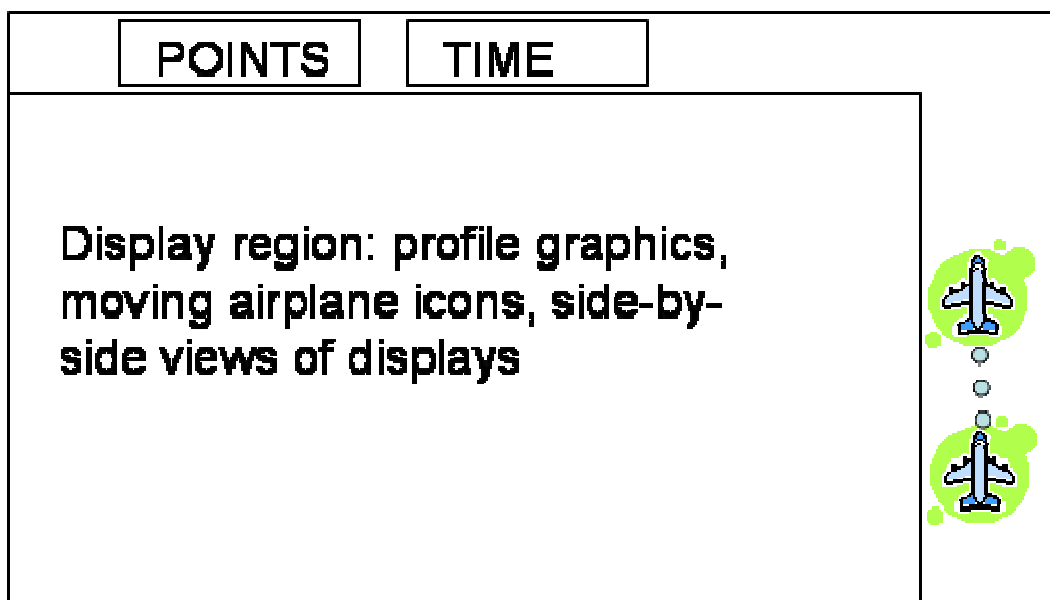 POINTS TIME
Display region: profile graphics,
moving airplane icons, side-by-
side views of displays